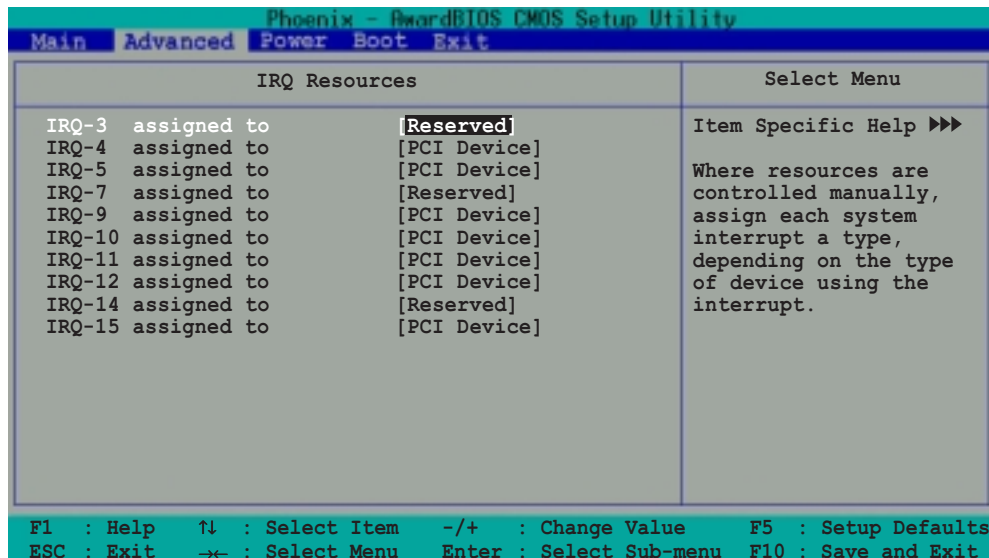 Phoenix - AwardBIOS CMOS Setup Utility
Main Advanced Power Boot Exit
IRQ Resources
Select Menu
IRQ-3 assigned to [Reserved]
IRQ-4 assigned to [PCI Device]
IRQ-5 assigned to [PCI Device]
IRQ-7 assigned to [Reserved]
IRQ-9 assigned to [PCI Device]
IRQ-10 assigned to [PCI Device]
IRQ-11 assigned to [PCI Device]
IRQ-12 assigned to [PCI Device]
IRQ-14 assigned to [Reserved]
IRQ-15 assigned to [PCI Device]
Item Specific Help ▶▶▶
Where resources are
controlled manually,
assign each system
interrupt a type,
depending on the type
of device using the
interrupt.
F1 : Help ↑↓ : Select Item -/+ : Change Value F5 : Setup Defaults
ESC : Exit →← : Select Menu Enter : Select Sub-menu F10 : Save and Exit